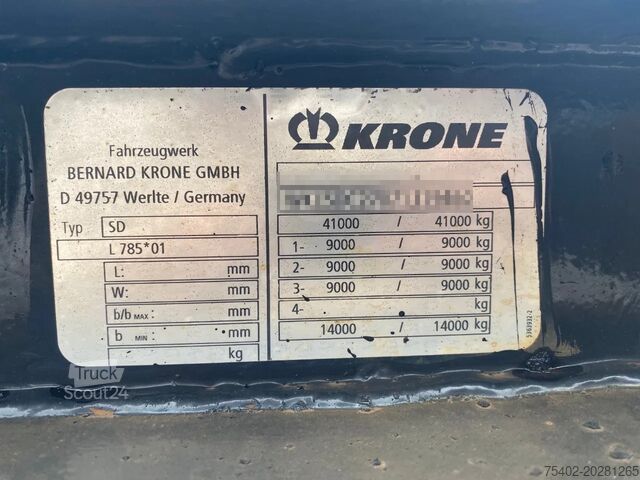 Fahrzeugwerk
BERNARD KRONE GMBH
D 49757 Werlte / Germany
Typ SD
L 785*01
L: mm
W: mm
b/b MAX : mm
b MIN : mm
kg
KRONE
41000 / 41000 kg
1- 9000 / 9000 kg
2- 9000 / 9000 kg
3- 9000 / 9000 kg
4- kg
14000 / 14000 kg
5363932-2
Truck
Scout24
75402-20281265